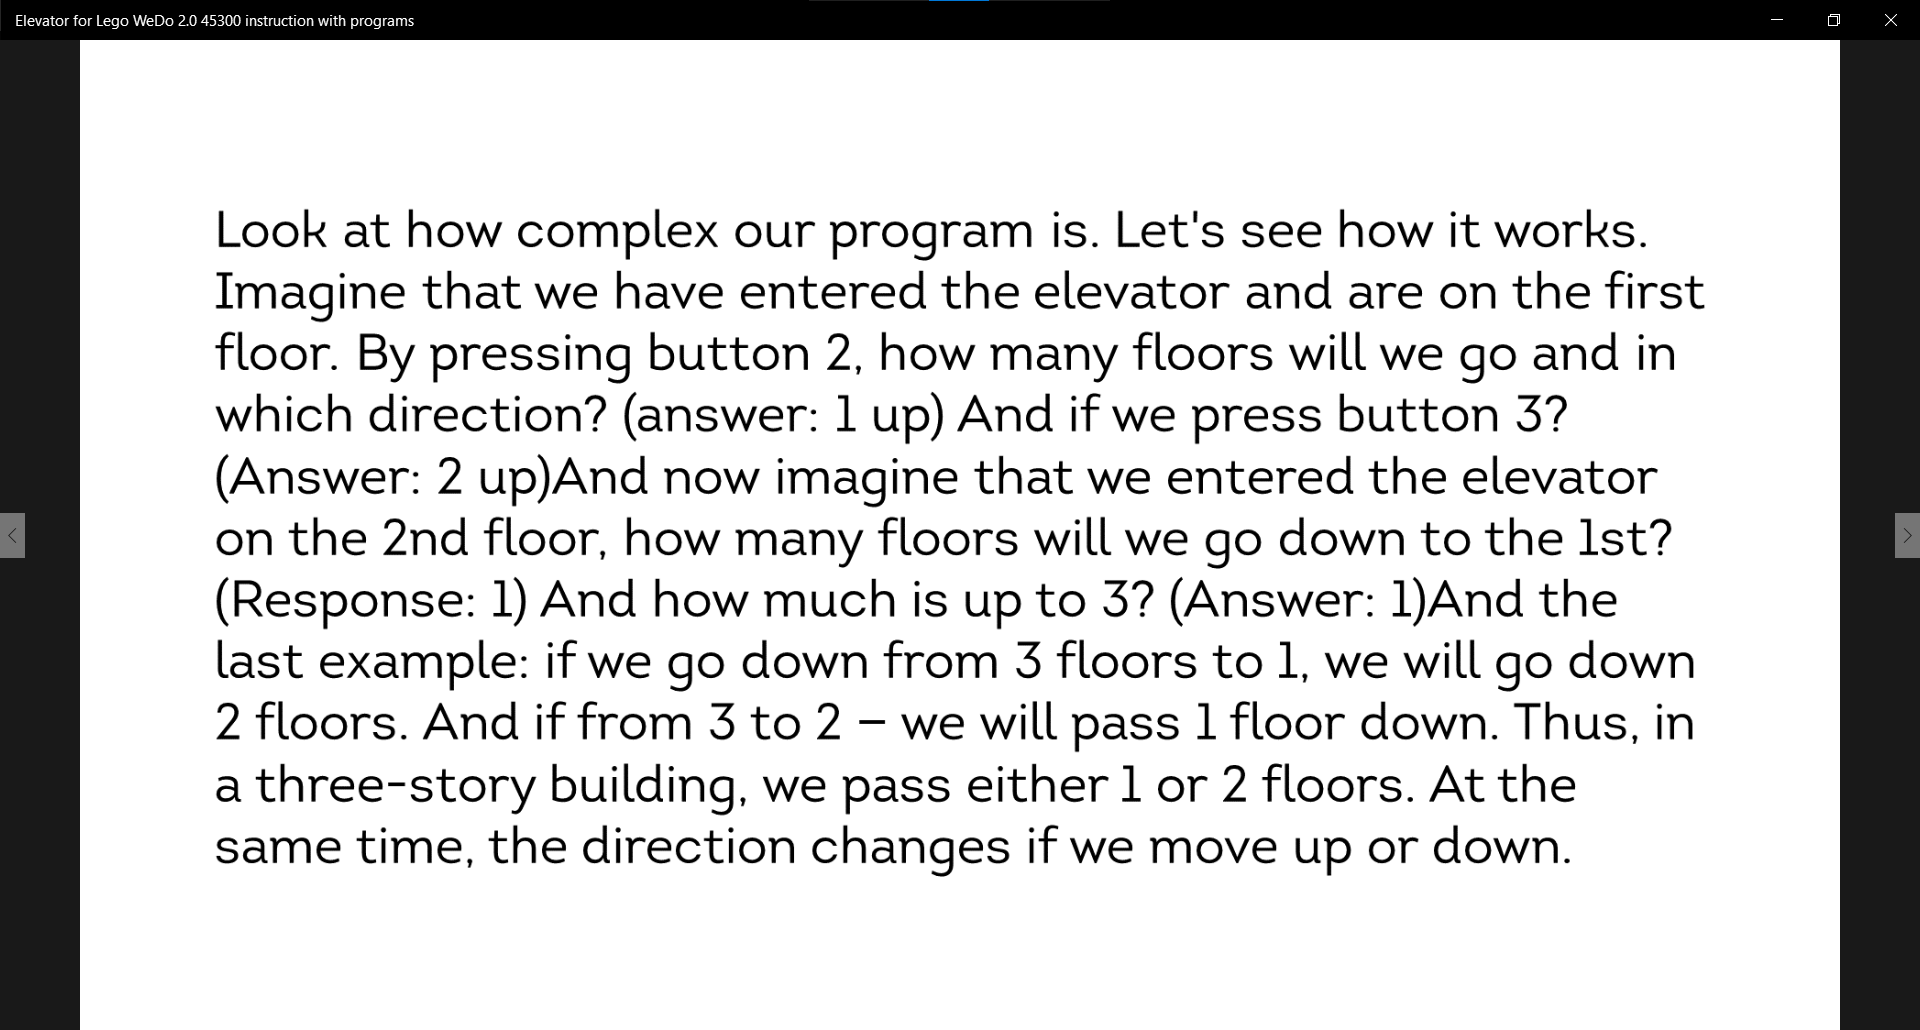 Elevator for Lego WeDo 2.0 45300 instruction with programs
Look at how complex our program is. Let's see how it works.
Imagine that we have entered the elevator and are on the first
floor. By pressing button 2, how many floors will we go and in
which direction? (answer: 1 up) And if we press button 3?
(Answer: 2 up)And now imagine that we entered the elevator
on the 2nd floor, how many floors will we go down to the 1st?
(Response: 1) And how much is up to 3? (Answer: 1)And the
last example: if we go down from 3 floors to 1, we will go down
2 floors. And if from 3 to 2 – we will pass 1 floor down. Thus, in
a three-story building, we pass either 1 or 2 floors. At the
same time, the direction changes if we move up or down.